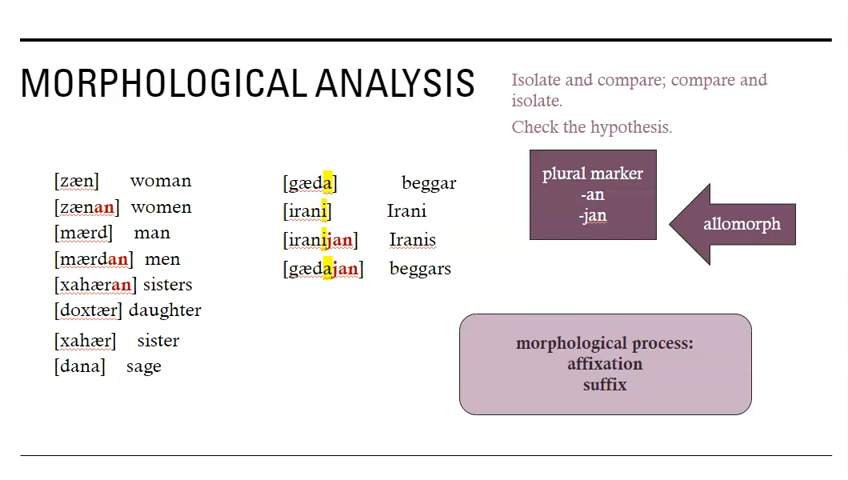 MORPHOLOGICAL ANALYSIS
Isolate and compare; compare and
isolate.
Check the hypothesis.
[zæn] woman
[zænan] women
[mærd] man
[mærdan] men
[xahæran] sisters
[doxtær] daughter
[xahær] sister
[dana] sage
[gæda] beggar
[irani] Irani
[iranijan] Iranis
[gædajan] beggars
plural marker
-an
-jan
allomorph
morphological process:
affixation
suffix